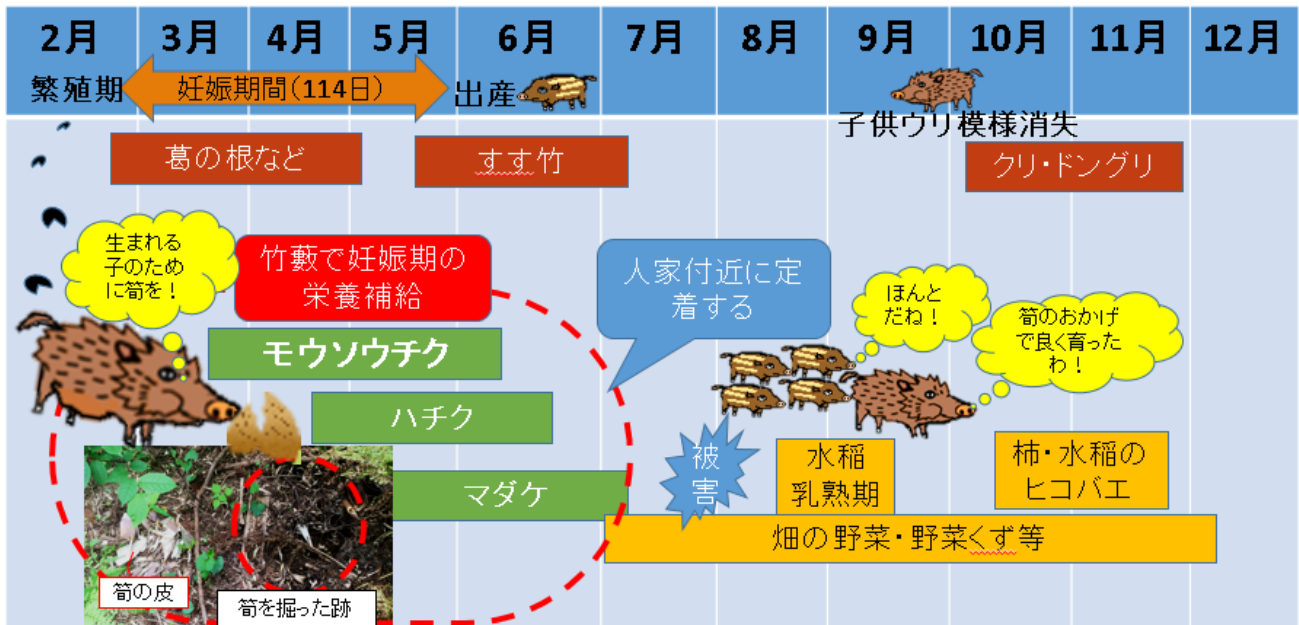 2月 3月 4月 5月 6月 7月 8月 9月 10月 11月 12月
繁殖期
妊娠期間(114日)
出産
子供ウリ模様消失
葛の根など
すす竹
クリ・ドングリ
生まれる
子のため
に筍を!
竹藪で妊娠期の
栄養補給
人家付近に定
着する
ほんと
だね!
筍のおかげ
で良く育った
わ!
モウソウチク
ハチク
マダケ
被
害
水稲
乳熟期
柿・水稲の
ヒコバエ
畑の野菜・野菜くず等
筍の皮
筍を掘った跡